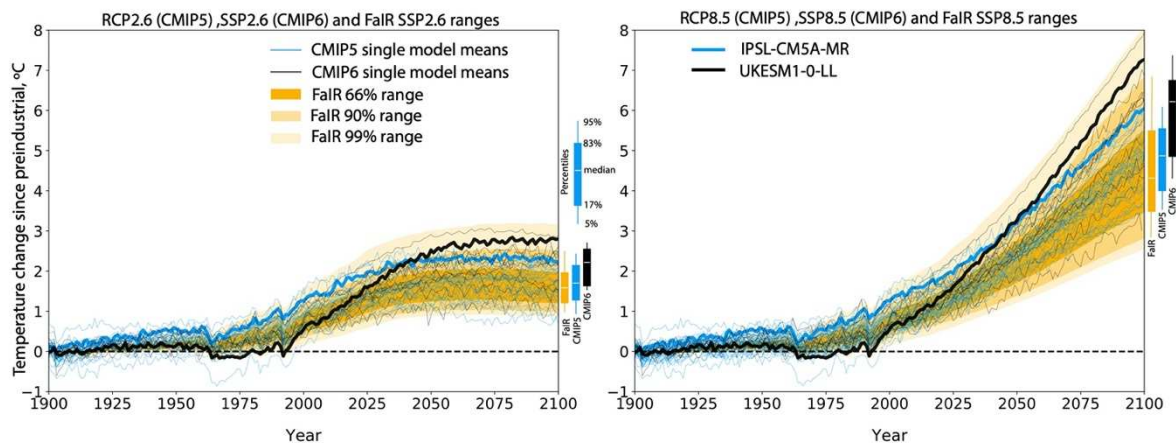 RCP2.6 (CMIP5) ,SSP2.6 (CMIP6) and FaIR SSP2.6 ranges
CMIP5 single model means
CMIP6 single model means
FaIR 66% range
FaIR 90% range
FaIR 99% range
Temperature change since preindustrial, ºC
8
7
6
5
4
3
2
1
0
−1
1900
1925
1950
1975
2000
2025
2050
2075
2100
Year
Percentiles
95%
83%
median
17%
5%
FaIR
CMIP5
CMIP6
RCP8.5 (CMIP5) ,SSP8.5 (CMIP6) and FaIR SSP8.5 ranges
IPSL-CM5A-MR
UKESM1-0-LL
8
7
6
5
4
3
2
1
0
−1
1900
1925
1950
1975
2000
2025
2050
2075
2100
Year
FaIR
CMIP5
CMIP6